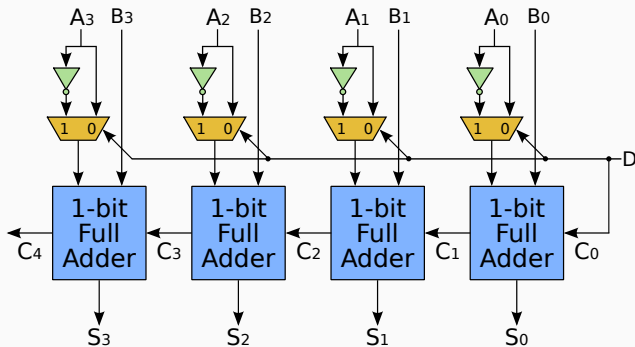 A3 B3 A2 B2 A1 B1 A0 B0
1 0 1 0 1 0 1 0
D
1-bit Full Adder 1-bit Full Adder 1-bit Full Adder 1-bit Full Adder
C4 C3 C2 C1 C0
S3 S2 S1 S0